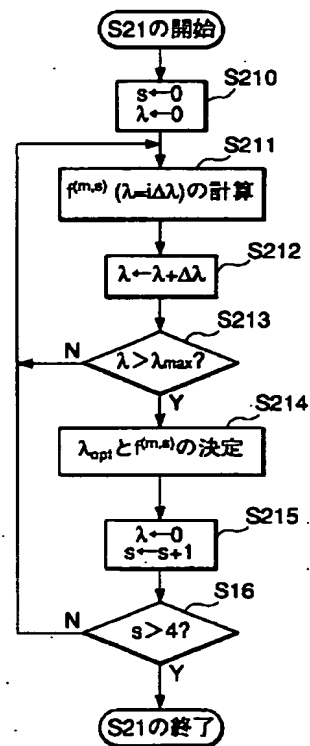 S21の開始
S210
s←0
λ←0
S211
f(m,s) (λ=iΔλ)の計算
S212
λ←λ+Δλ
S213
N
λ>λmax?
Y
S214
λoptとf(m,s)の決定
S215
λ←0
s←s+1
S16
N
s>4?
Y
S21の終了